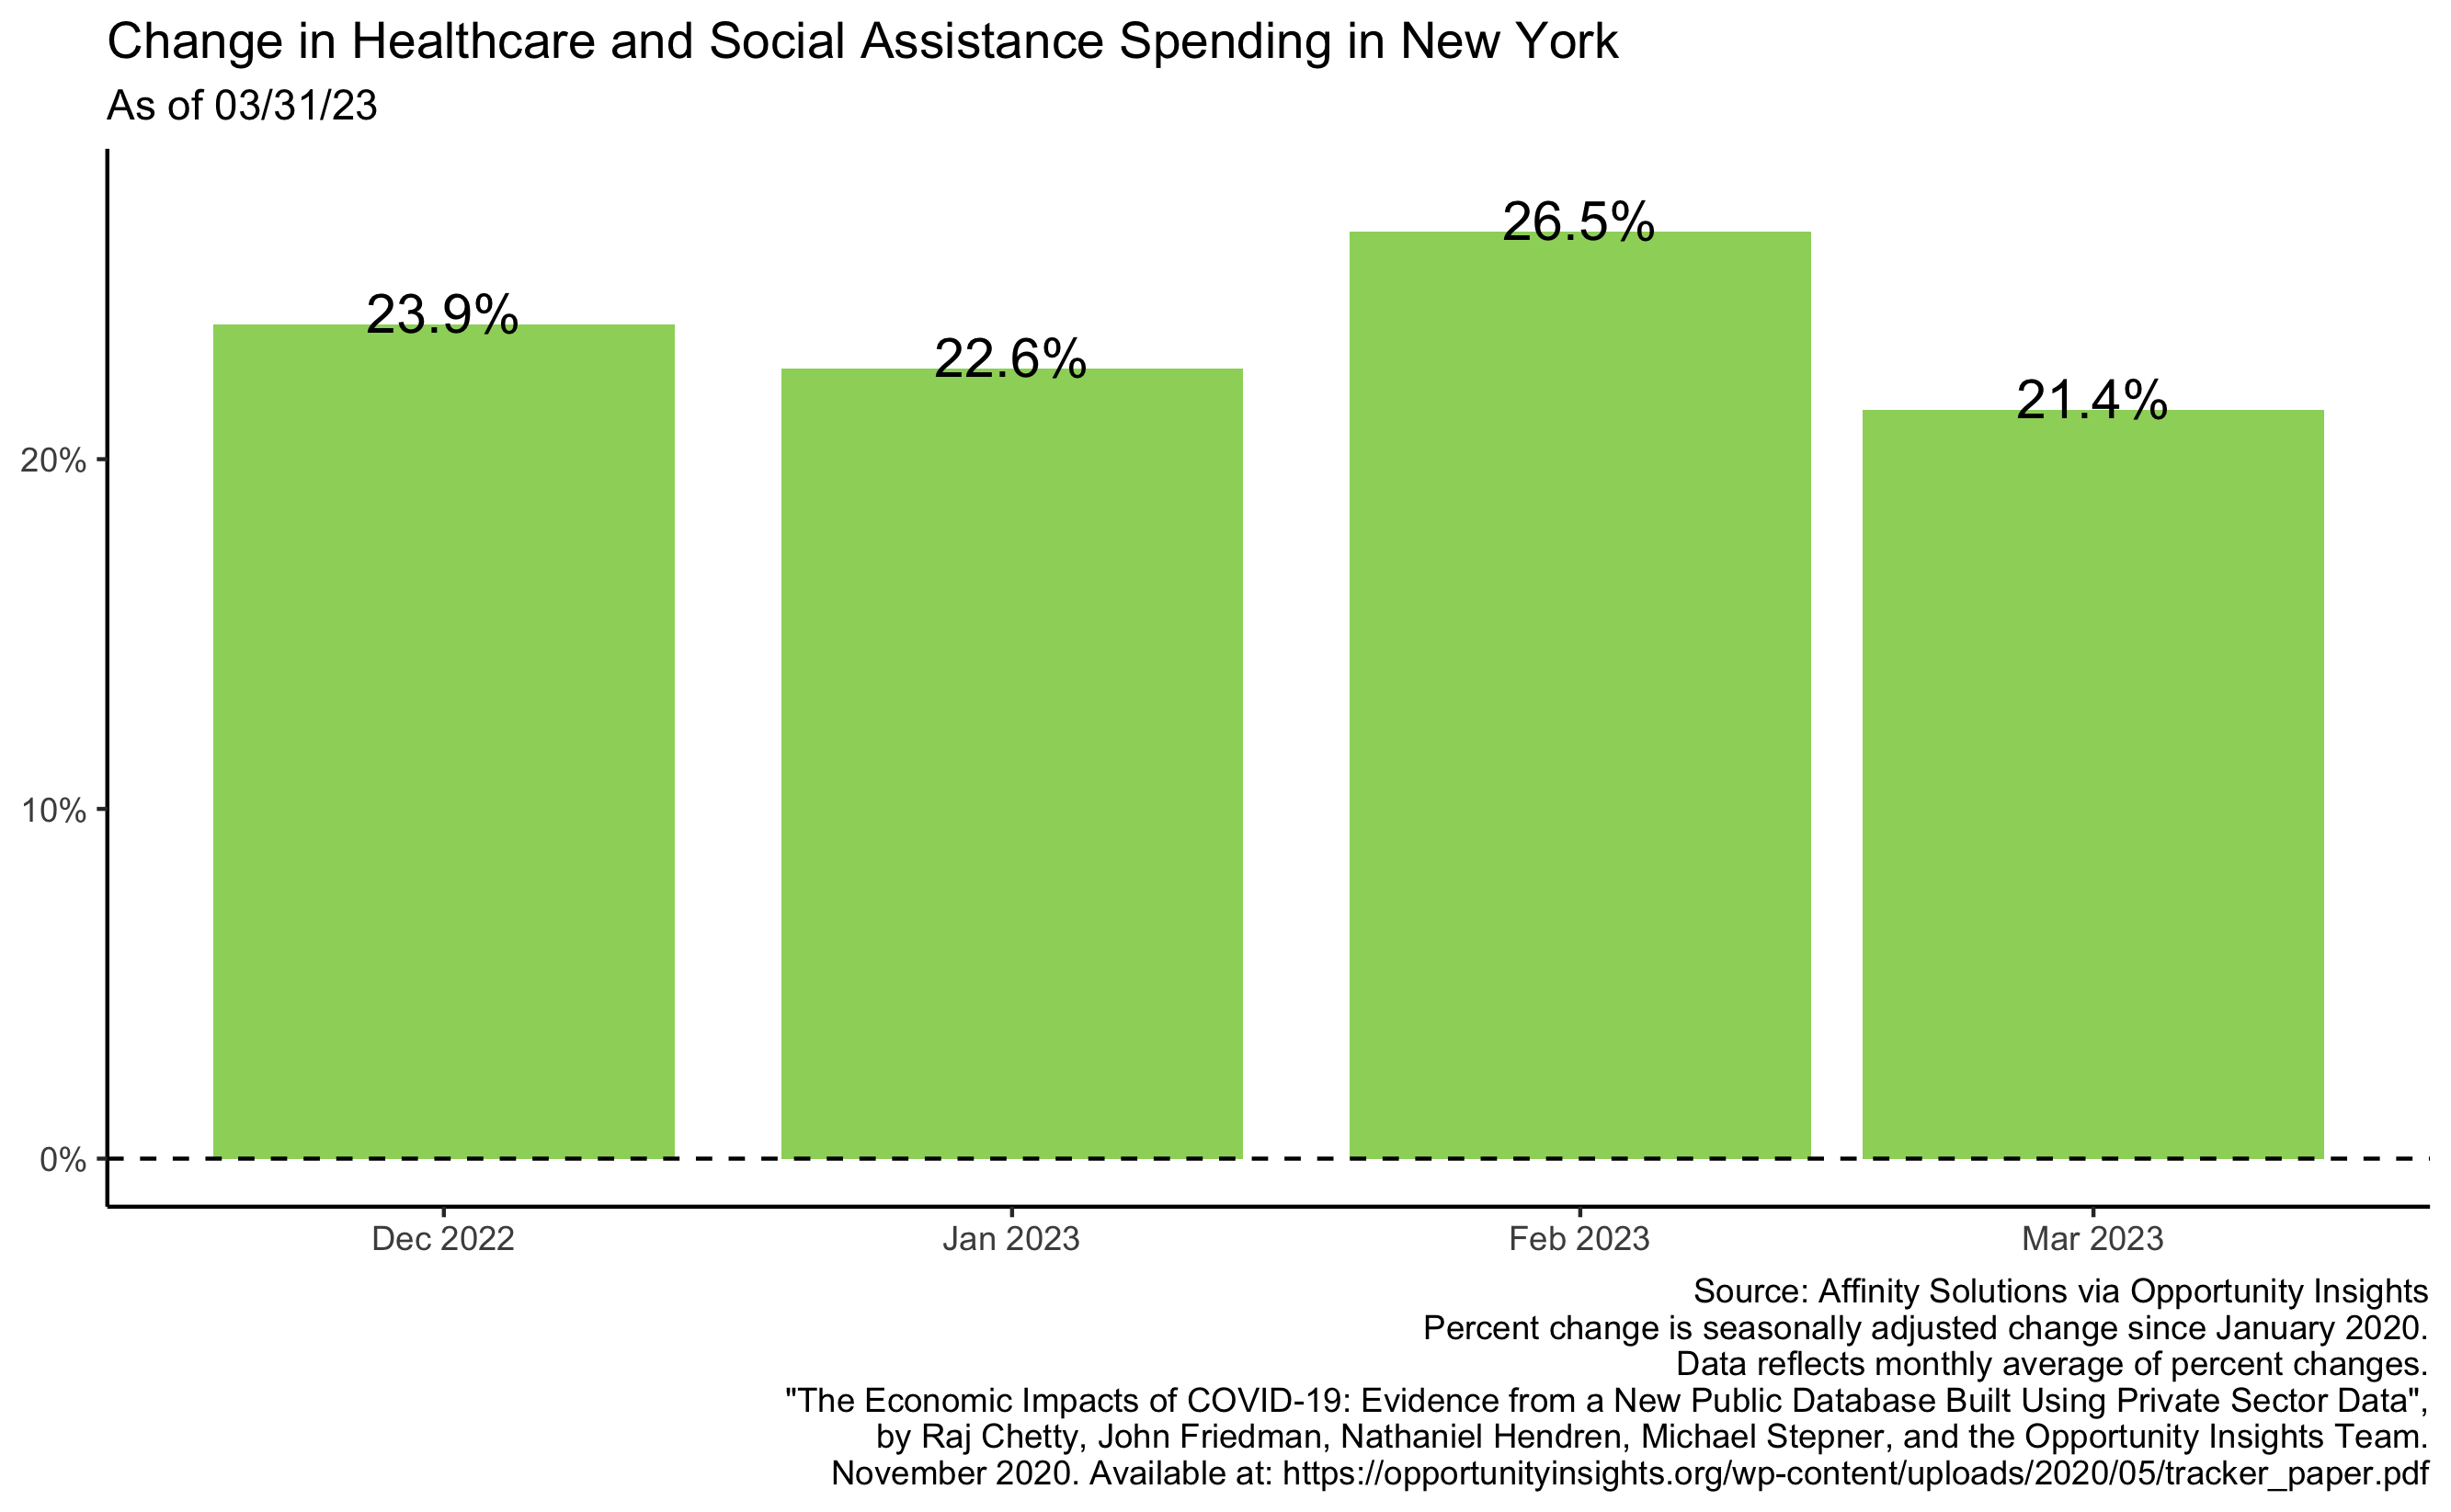 Change in Healthcare and Social Assistance Spending in New York
As of 03/31/23
26.5%
23.9%
22.6%
21.4%
20%
10%
0%
Dec 2022
Jan 2023
Feb 2023
Mar 2023
Source: Affinity Solutions via Opportunity Insights
Percent change is seasonally adjusted change since January 2020.
Data reflects monthly average of percent changes.
"The Economic Impacts of COVID-19: Evidence from a New Public Database Built Using Private Sector Data",
by Raj Chetty, John Friedman, Nathaniel Hendren, Michael Stepner, and the Opportunity Insights Team.
November 2020. Available at: https://opportunityinsights.org/wp-content/uploads/2020/05/tracker_paper.pdf